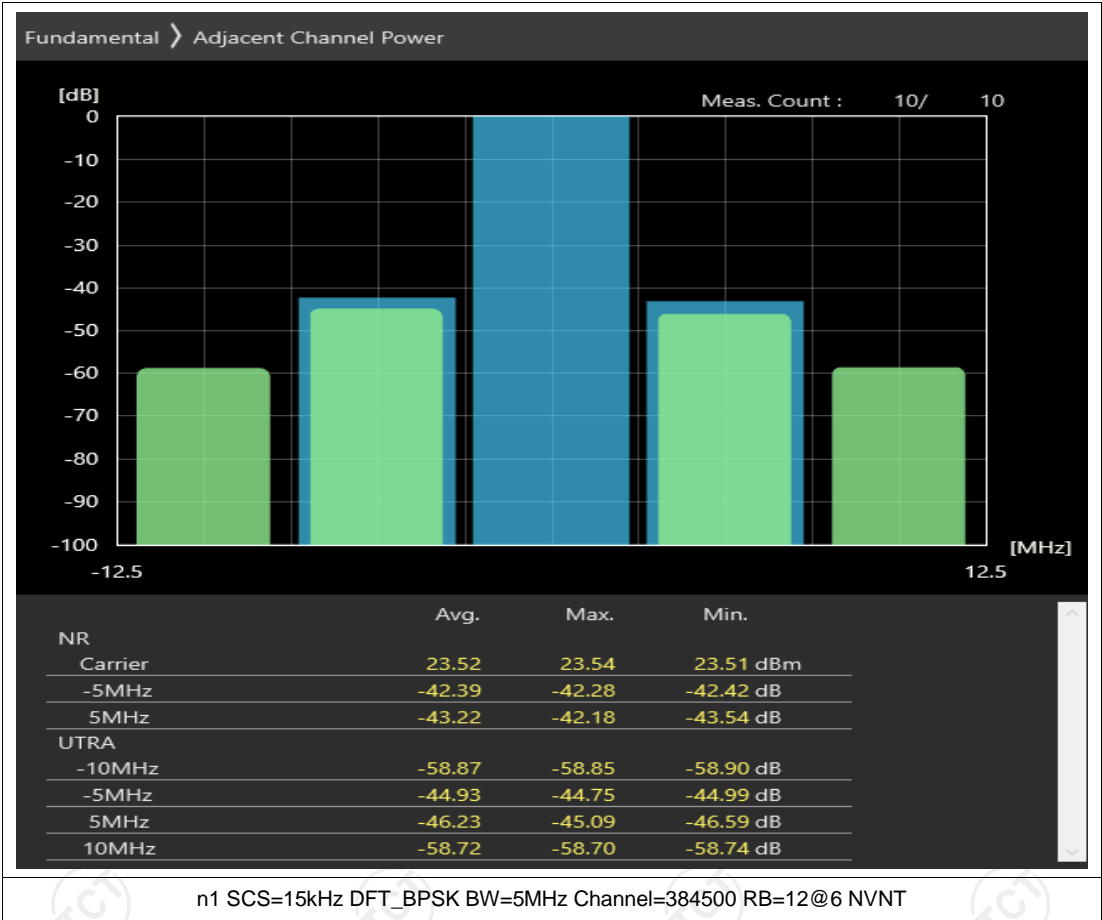 Fundamental 〉 Adjacent Channel Power
[dB]
Meas. Count : 10/ 10
0
-10
-20
-30
-40
-50
-60
-70
-80
-90
-100
[MHz]
-12.5 12.5
Avg. Max. Min.
NR
Carrier 23.52 23.54 23.51 dBm
-5MHz -42.39 -42.28 -42.42 dB
5MHz -43.22 -42.18 -43.54 dB
UTRA
-10MHz -58.87 -58.85 -58.90 dB
-5MHz -44.93 -44.75 -44.99 dB
5MHz -46.23 -45.09 -46.59 dB
10MHz -58.72 -58.70 -58.74 dB
n1 SCS=15kHz DFT_BPSK BW=5MHz Channel=384500 RB=12@6 NVNT
TCT TCT TCT